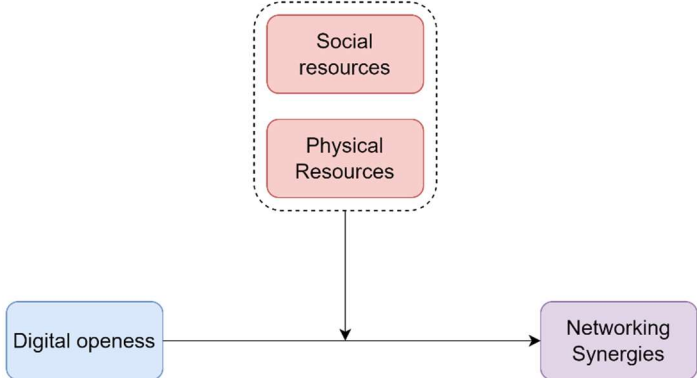 Social
resources
Physical
Resources
Digital openess
Networking
Synergies